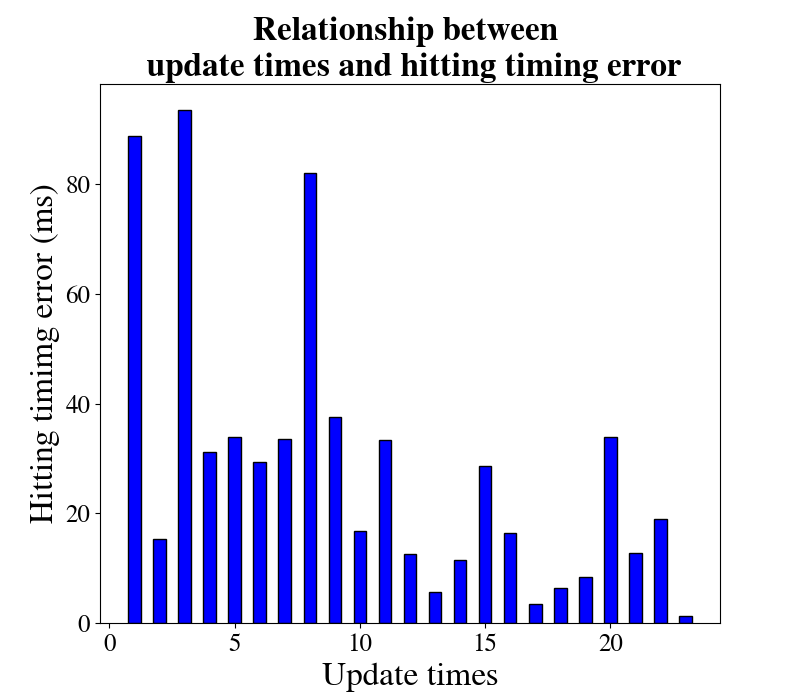 Relationship between
update times and hitting timing error
Hitting timimg error (ms)
80
60
40
20
0
0 5 10 15 20
Update times